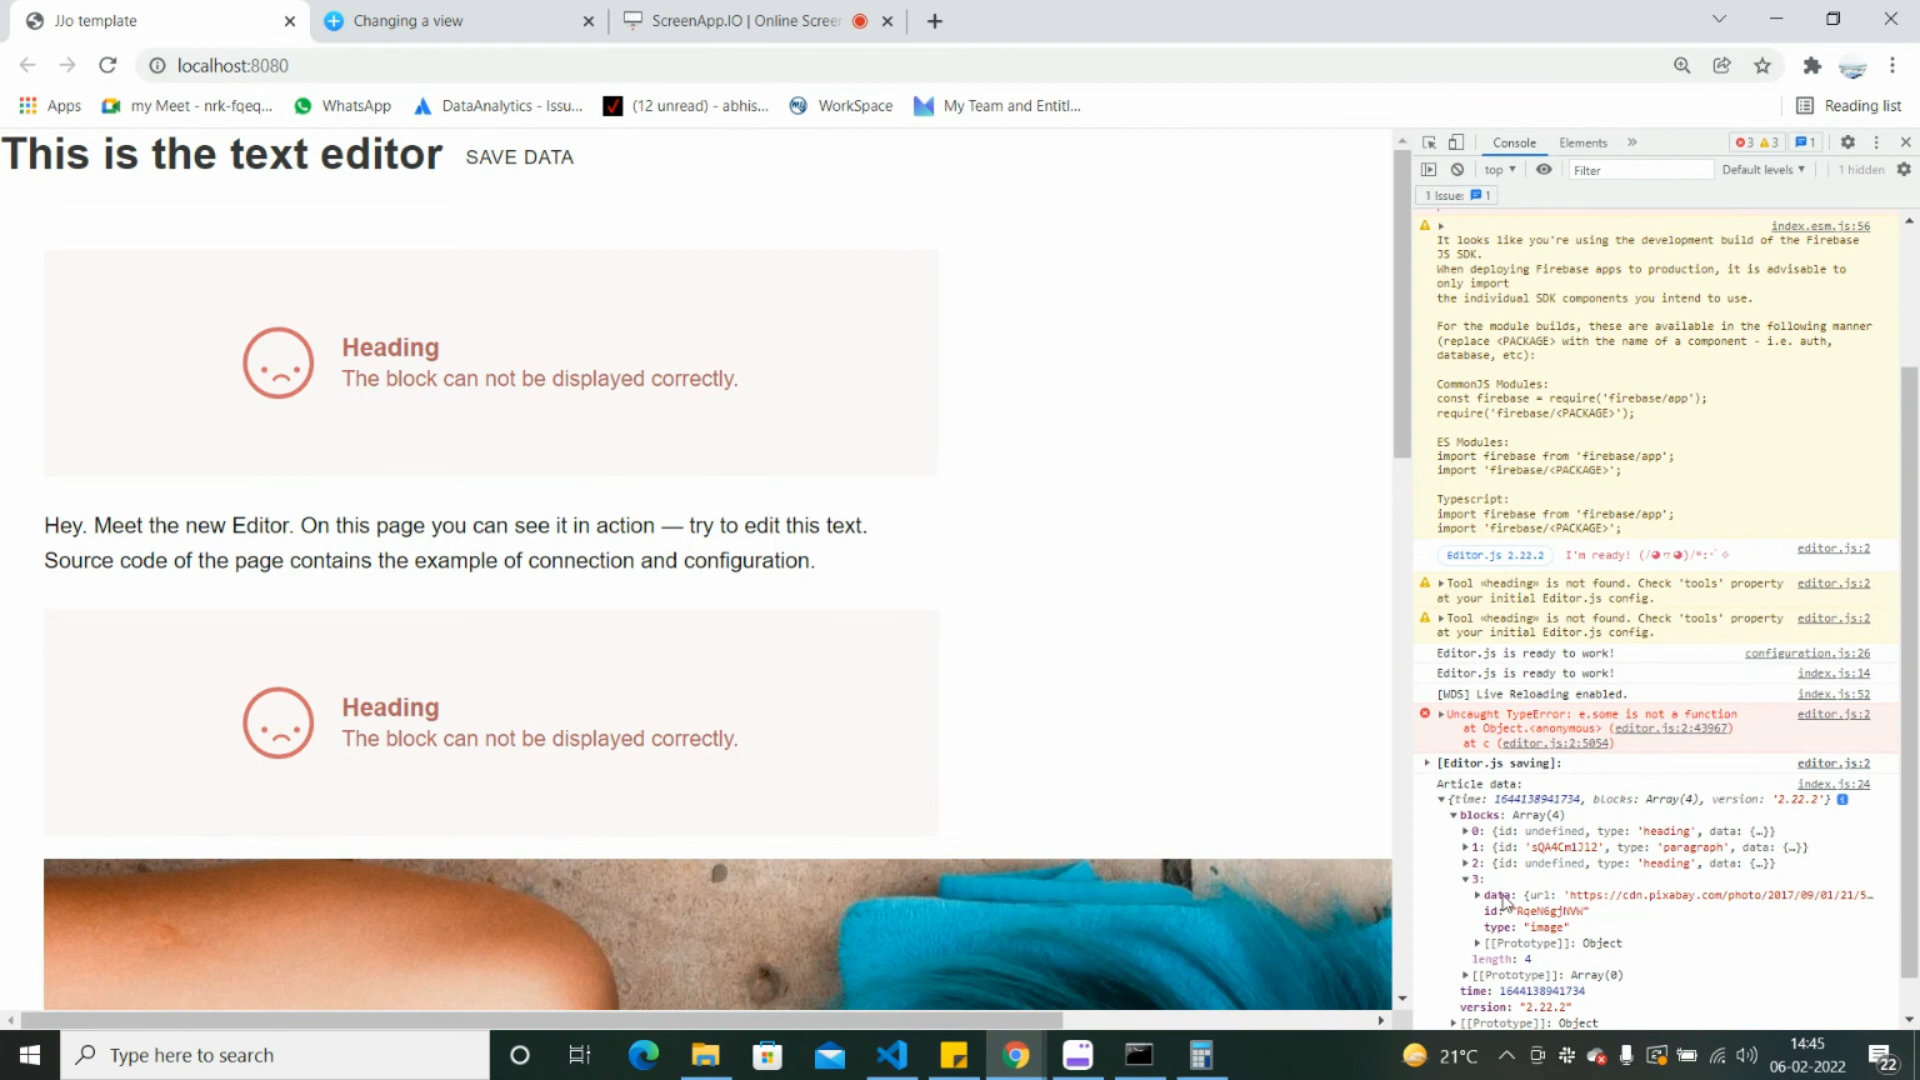 JJo template
Changing a view
ScreenApp.IO | Online Screen
localhost:8080
Apps
my Meet - nrk-fqeq...
WhatsApp
DataAnalytics - Issu...
(12 unread) - abhis...
WorkSpace
My Team and Entitl...
Reading list
This is the text editor
SAVE DATA
Heading
The block can not be displayed correctly.
Hey. Meet the new Editor. On this page you can see it in action — try to edit this text.
Source code of the page contains the example of connection and configuration.
Heading
The block can not be displayed correctly.
Console
Elements
3
3
1
top
Filter
Default levels
1 hidden
1 Issue:
1
index.esm.js:56
It looks like you're using the development build of the Firebase
JS SDK.
When deploying Firebase apps to production, it is advisable to
only import
the individual SDK components you intend to use.
For the module builds, these are available in the following manner
(replace <PACKAGE> with the name of a component - i.e. auth,
database, etc):
CommonJS Modules:
const firebase = require('firebase/app');
require('firebase/<PACKAGE>');
ES Modules:
import firebase from 'firebase/app';
import 'firebase/<PACKAGE>';
Typescript:
import firebase from 'firebase/app';
import 'firebase/<PACKAGE>';
Editor.js 2.22.2 I'm ready! editor.js:2
Tool «heading» is not found. Check 'tools' property editor.js:2
at your initial Editor.js config.
Tool «heading» is not found. Check 'tools' property editor.js:2
at your initial Editor.js config.
Editor.js is ready to work! configuration.js:26
Editor.js is ready to work! index.js:14
[WDS] Live Reloading enabled. index.js:52
Uncaught TypeError: e.some is not a function editor.js:2
at Object.<anonymous> (editor.js:2:43967)
at c (editor.js:2:5054)
[Editor.js saving]: editor.js:2
Article data: index.js:24
{time: 1644138941734, blocks: Array(4), version: '2.22.2'}
blocks: Array(4)
0: {id: undefined, type: 'heading', data: {…}}
1: {id: 'sQA4Cm1Jl2', type: 'paragraph', data: {…}}
2: {id: undefined, type: 'heading', data: {…}}
3:
data: {url: 'https://cdn.pixabay.com/photo/2017/09/01/21/5…
id: "RqeN6gjNVW"
type: "image"
[[Prototype]]: Object
length: 4
[[Prototype]]: Array(0)
time: 1644138941734
version: "2.22.2"
[[Prototype]]: Object
Type here to search
21°C
14:45
06-02-2022
22